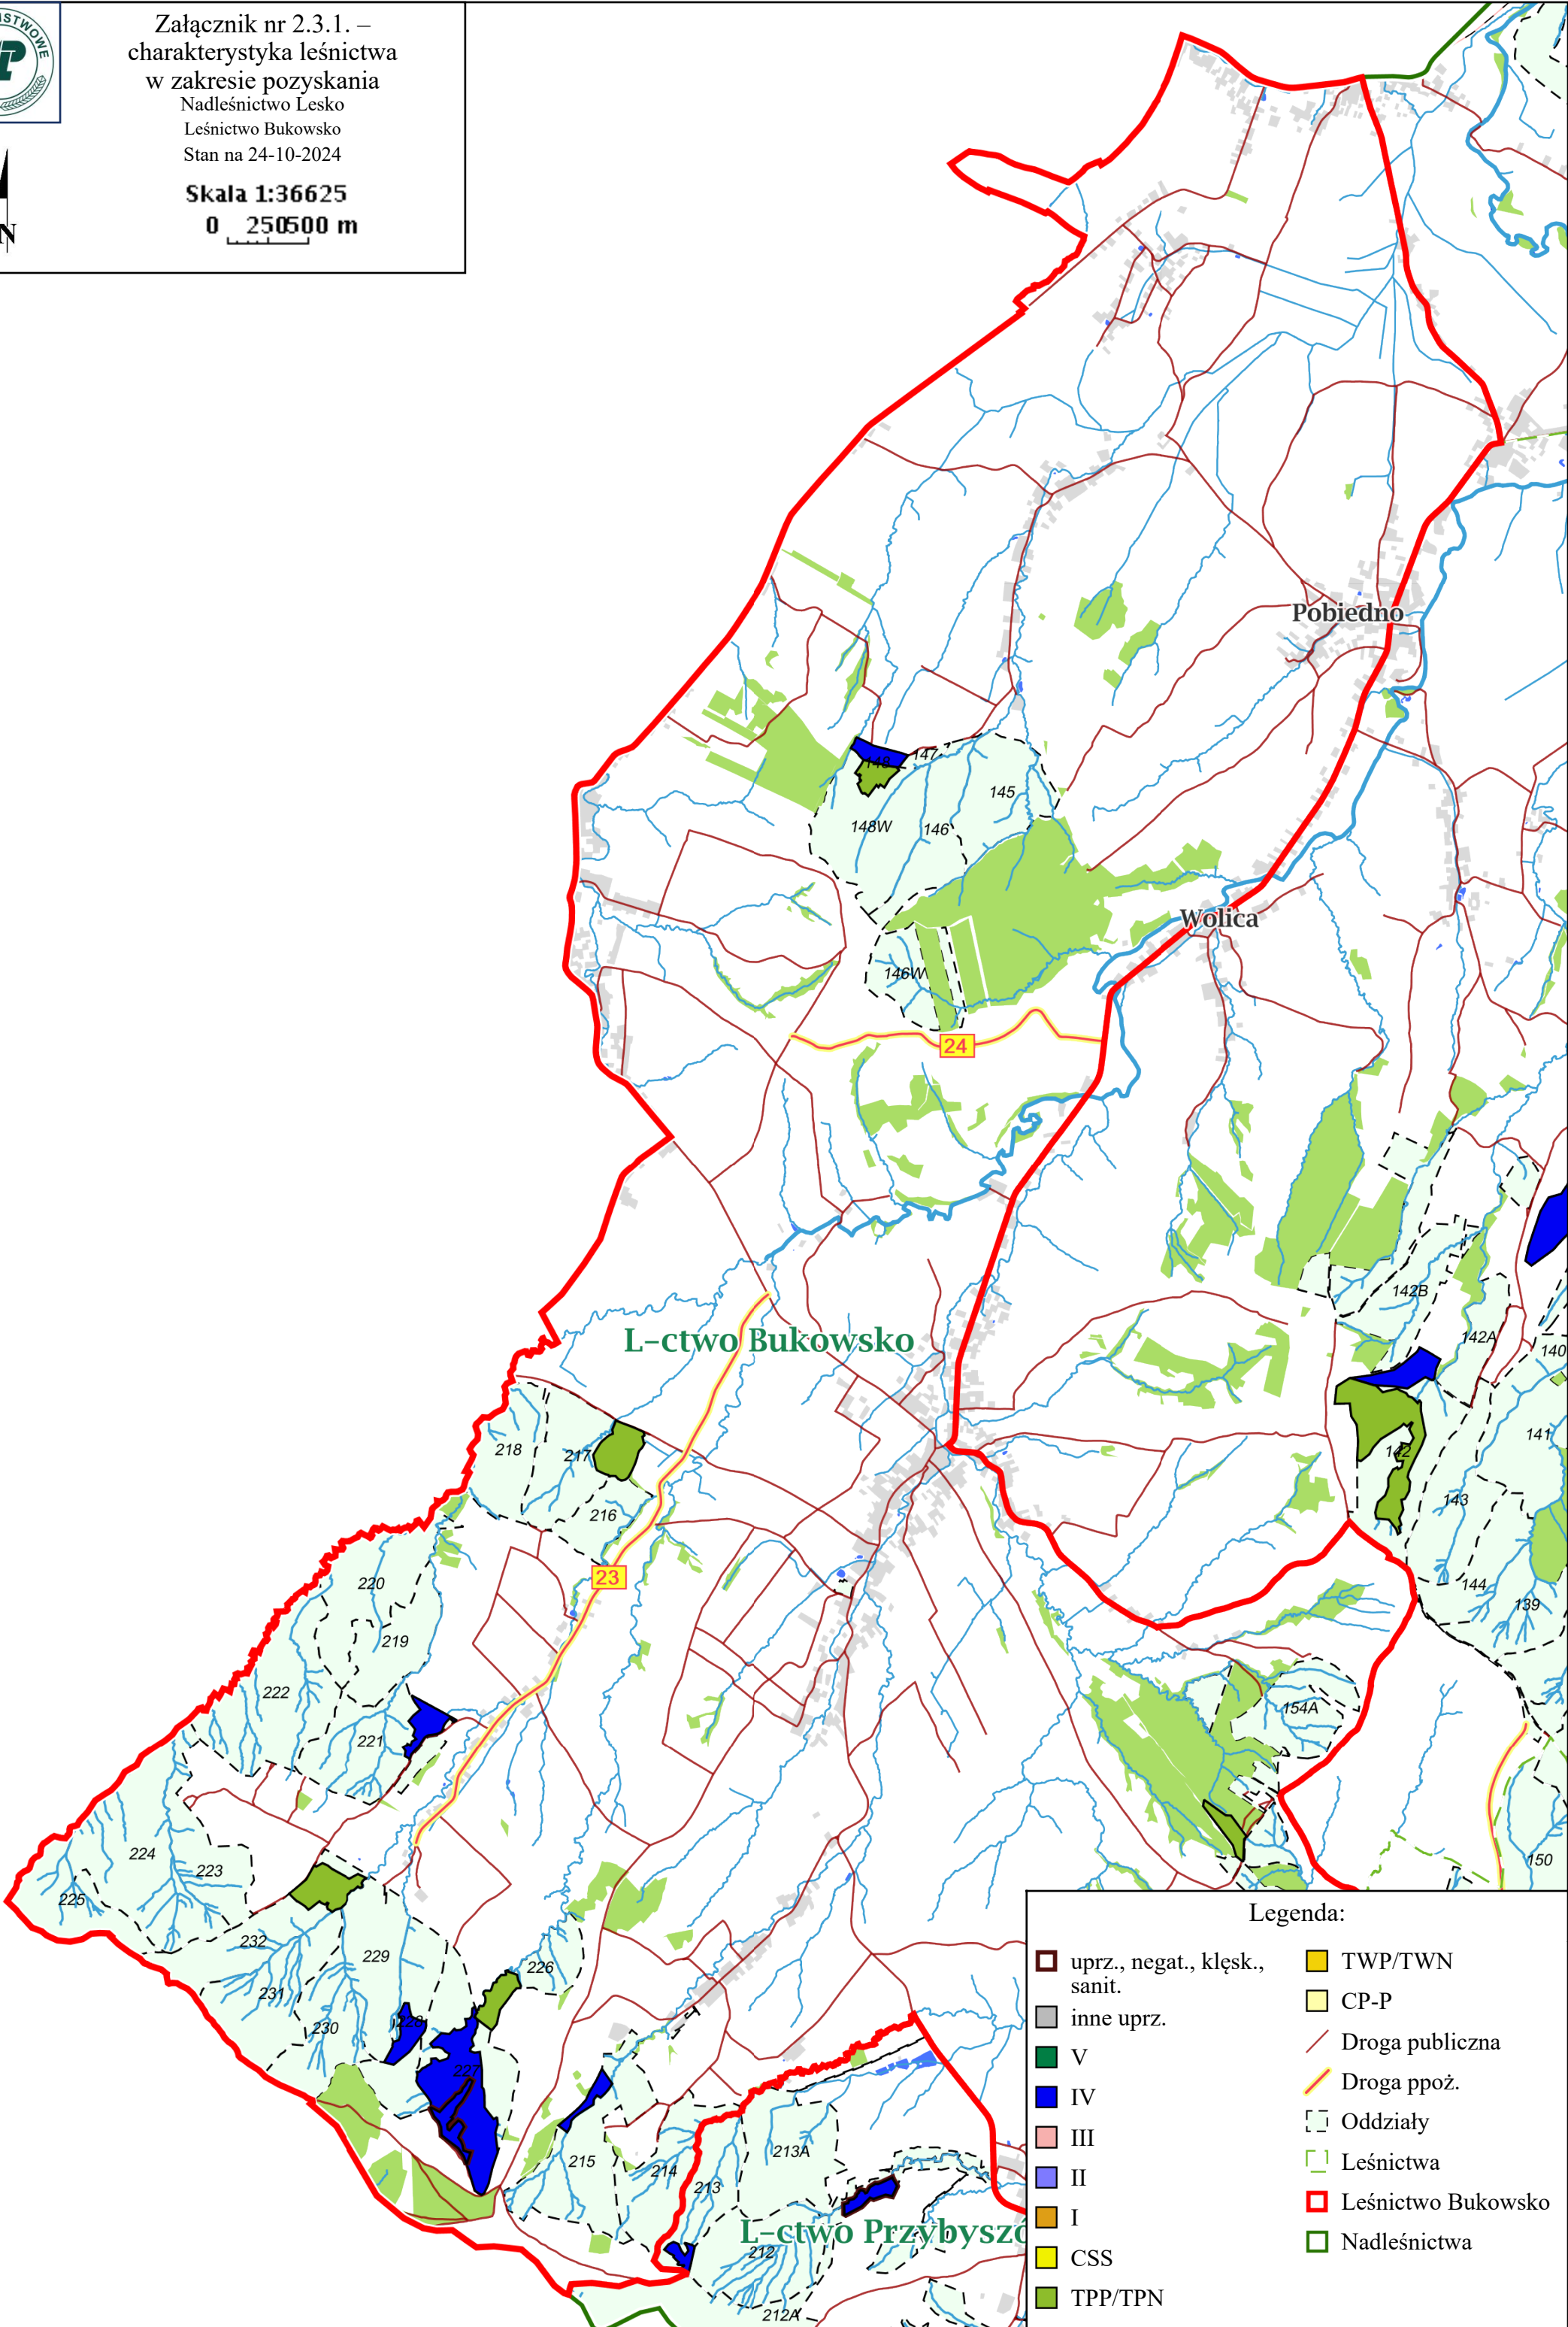 Załącznik nr 2.3.1. –
charakterystyka leśnictwa
w zakresie pozyskania
Nadleśnictwo Lesko
Leśnictwo Bukowsko
Stan na 24-10-2024
Skala 1:36625
0 250 500 m
N
Pobiedno
147
148
145
148W
146
Wolica
146W
24
142B
L-ctwo Bukowsko
142A
140
218
217
141
142
216
143
23
220
144
139
219
222
154A
221
224
223
150
225
232
229
226
231
230
228
227
213A
215
214
213
L-ctwo Przybyszó
212
212A
Legenda:
uprz., negat., klęsk.,
sanit.
inne uprz.
V
IV
III
II
I
CSS
TPP/TPN
TWP/TWN
CP-P
Droga publiczna
Droga ppoż.
Oddziały
Leśnictwa
Leśnictwo Bukowsko
Nadleśnictwa